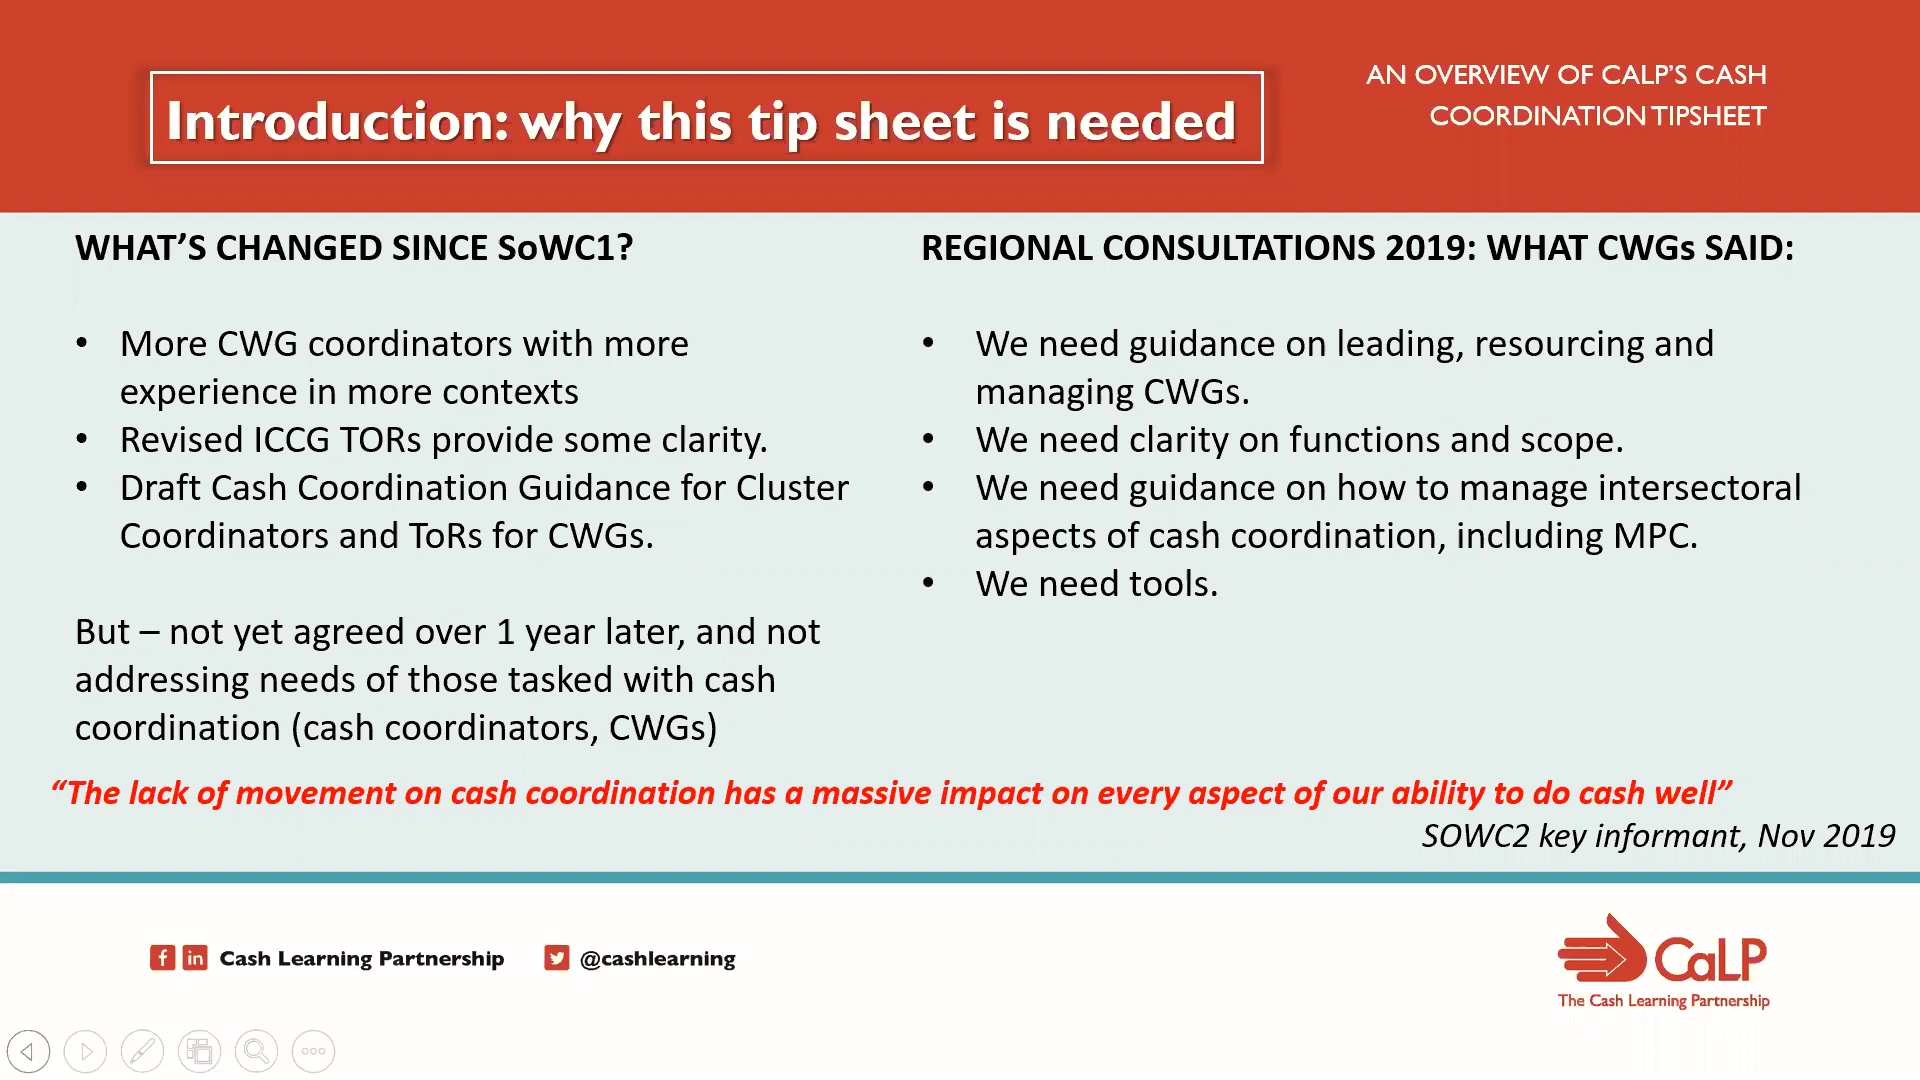 Introduction: why this tip sheet is needed
AN OVERVIEW OF CALP’S CASH
COORDINATION TIPSHEET
WHAT’S CHANGED SINCE SoWC1?
• More CWG coordinators with more
experience in more contexts
• Revised ICCG TORs provide some clarity.
• Draft Cash Coordination Guidance for Cluster
Coordinators and ToRs for CWGs.
But – not yet agreed over 1 year later, and not
addressing needs of those tasked with cash
coordination (cash coordinators, CWGs)
REGIONAL CONSULTATIONS 2019: WHAT CWGs SAID:
• We need guidance on leading, resourcing and
managing CWGs.
• We need clarity on functions and scope.
• We need guidance on how to manage intersectoral
aspects of cash coordination, including MPC.
• We need tools.
“The lack of movement on cash coordination has a massive impact on every aspect of our ability to do cash well”
SOWC2 key informant, Nov 2019
f in Cash Learning Partnership
@cashlearning
CaLP
The Cash Learning Partnership